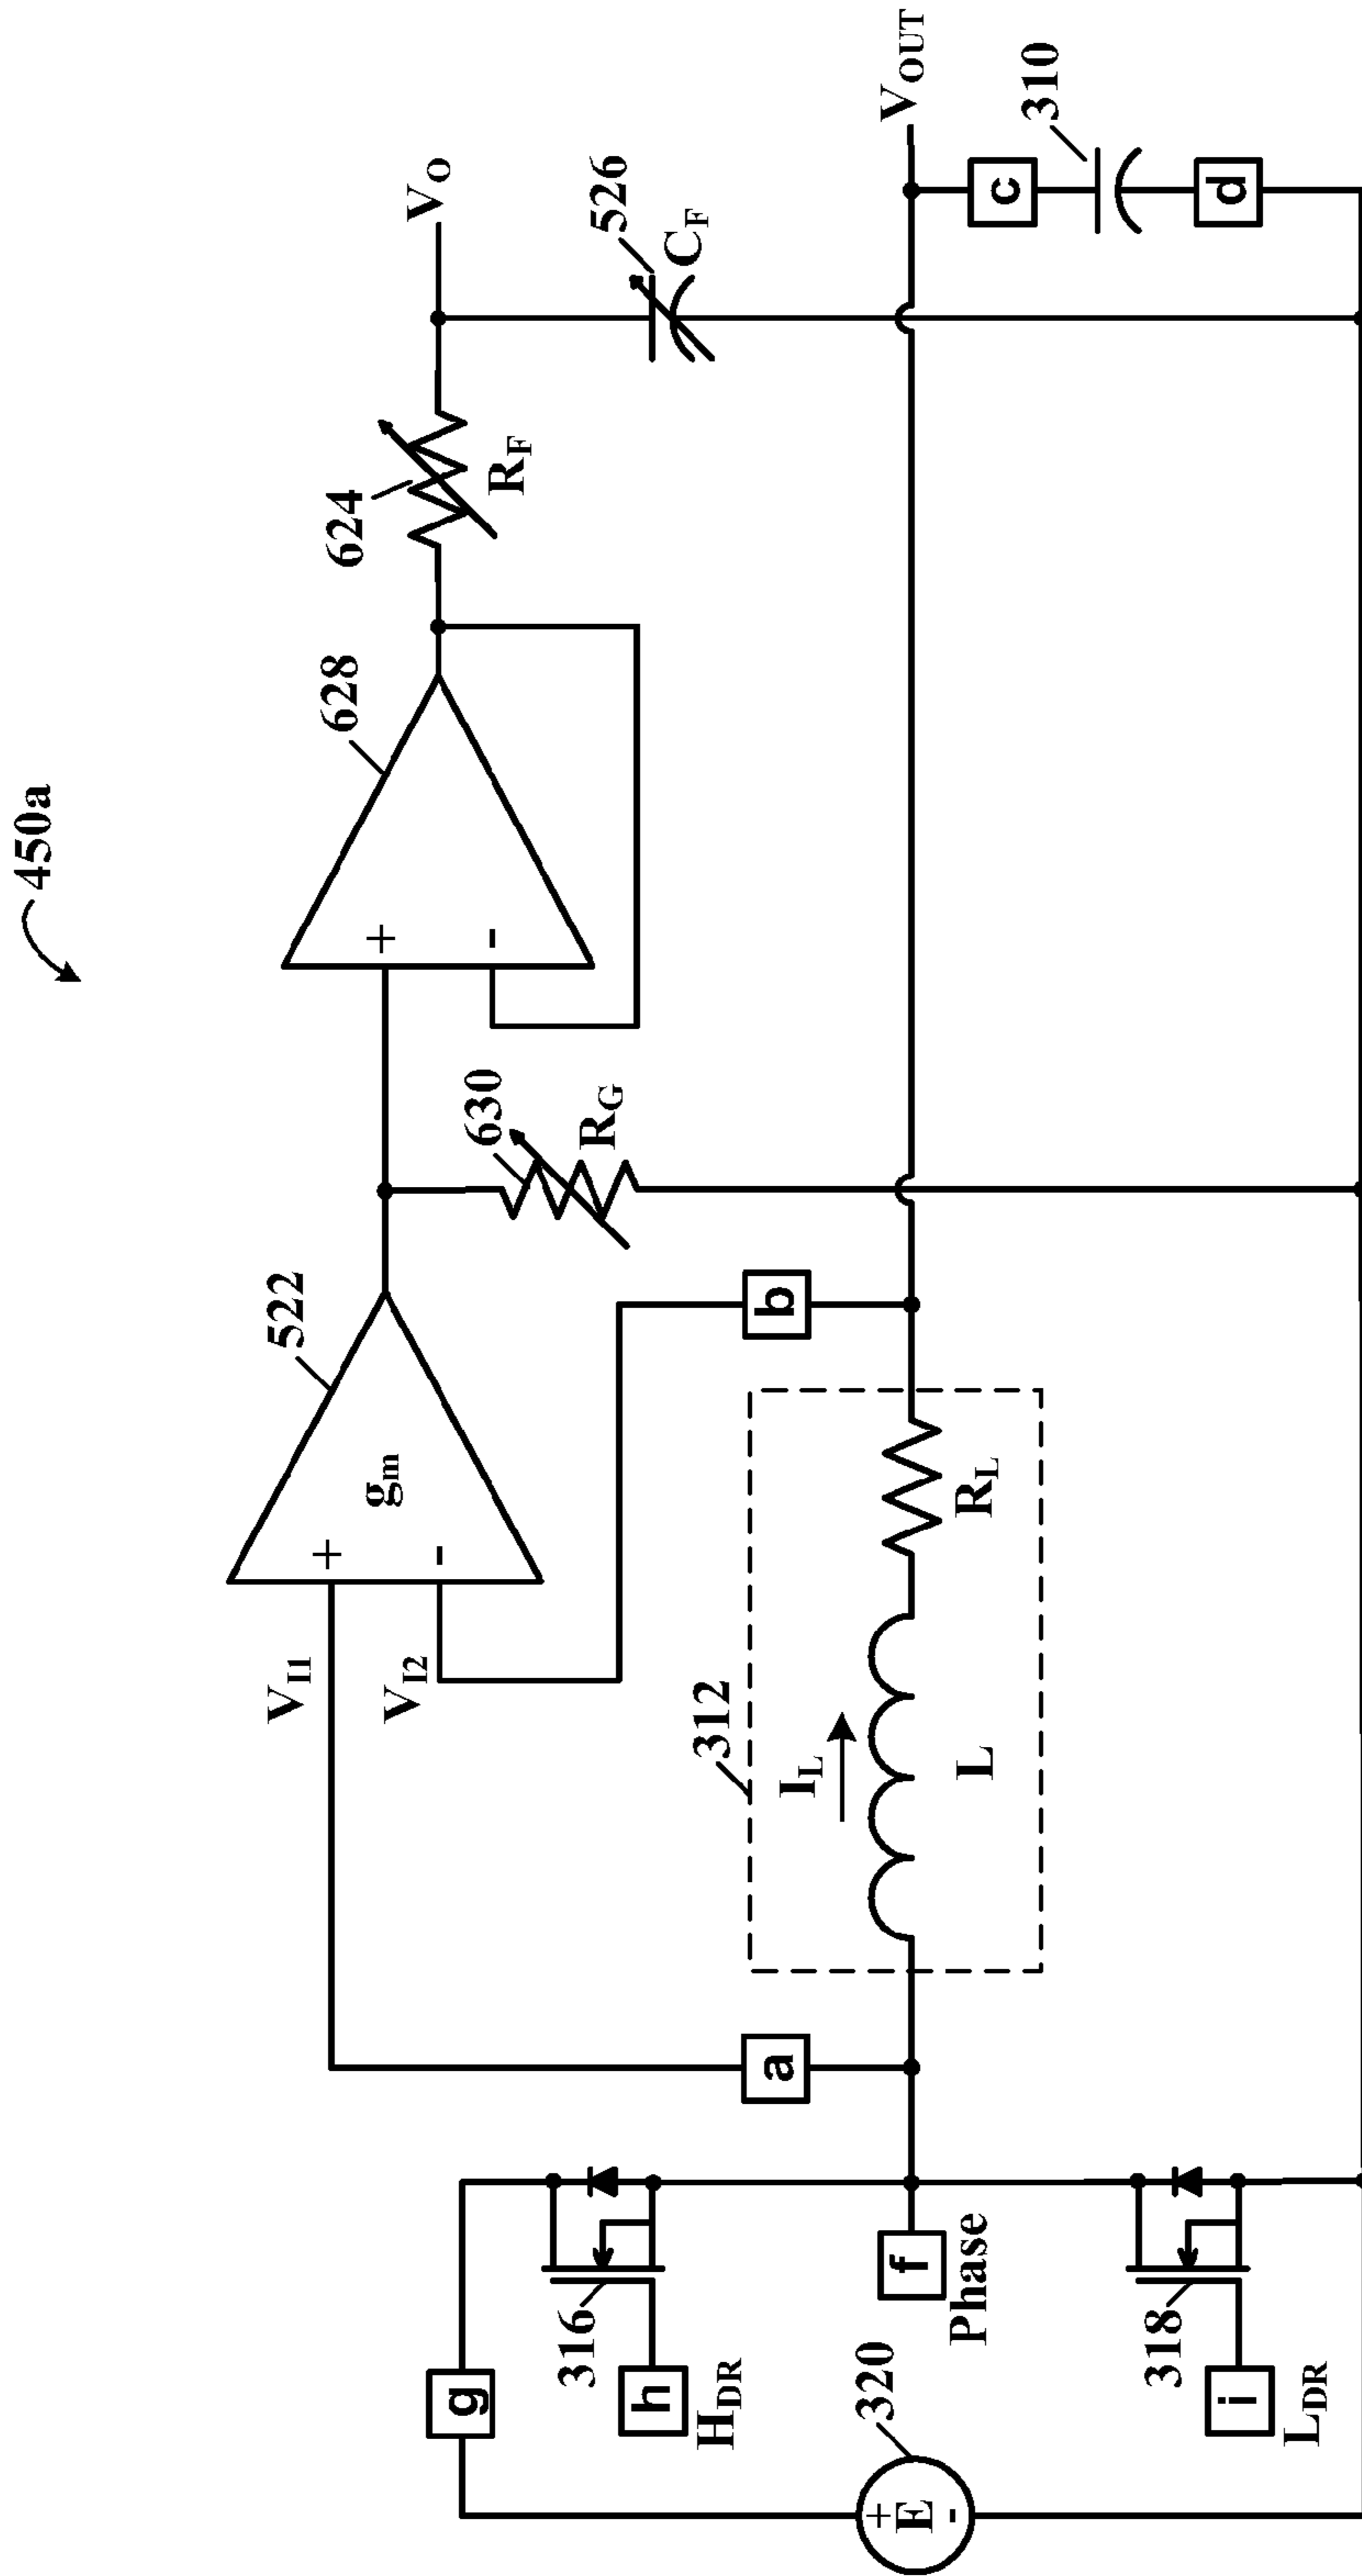 450a
522
628
624
R_F
V_O
V_I1
V_I2
+
-
g_m
+
-
630
R_G
526
C_F
g
316
h
H_DR
a
b
312
I_L
L
R_L
V_OUT
c
310
d
f
Phase
320
+
E
-
318
i
L_DR